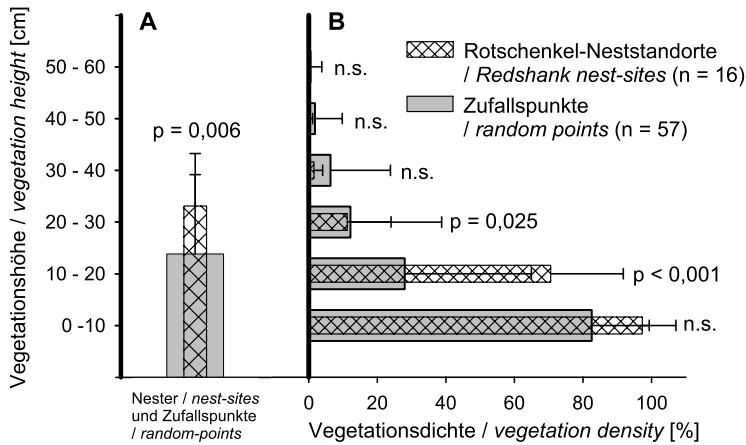 A
B
Vegetationshöhe / vegetation height [cm]
50 - 60
40 - 50
30 - 40
20 - 30
10 - 20
0 -10
p = 0,006
Nester / nest-sites
und Zufallspunkte
/ random-points
Rotschenkel-Neststandorte
/ Redshank nest-sites (n = 16)
Zufallspunkte
/ random points (n = 57)
n.s.
n.s.
n.s.
p = 0,025
p < 0,001
n.s.
0 20 40 60 80 100
Vegetationsdichte / vegetation density [%]